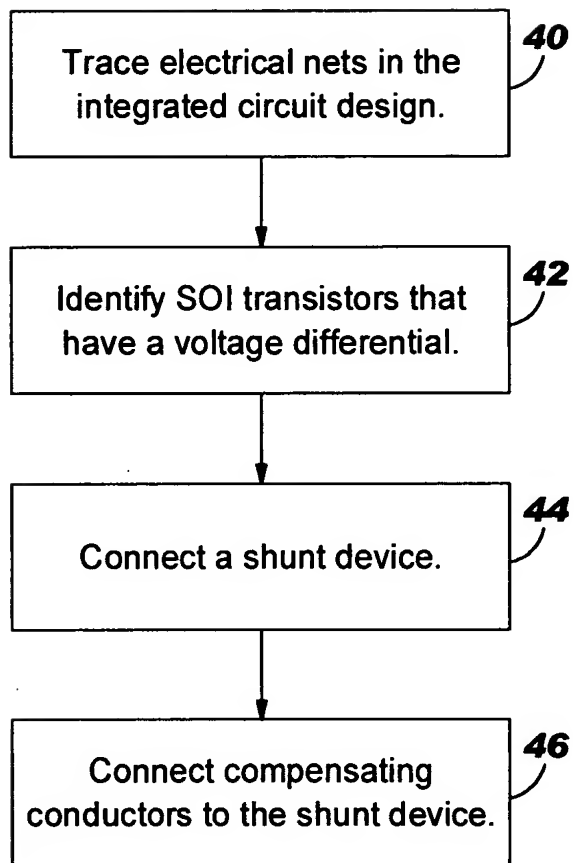 40
Trace electrical nets in the
integrated circuit design.
42
Identify SOI transistors that
have a voltage differential.
44
Connect a shunt device.
46
Connect compensating
conductors to the shunt device.